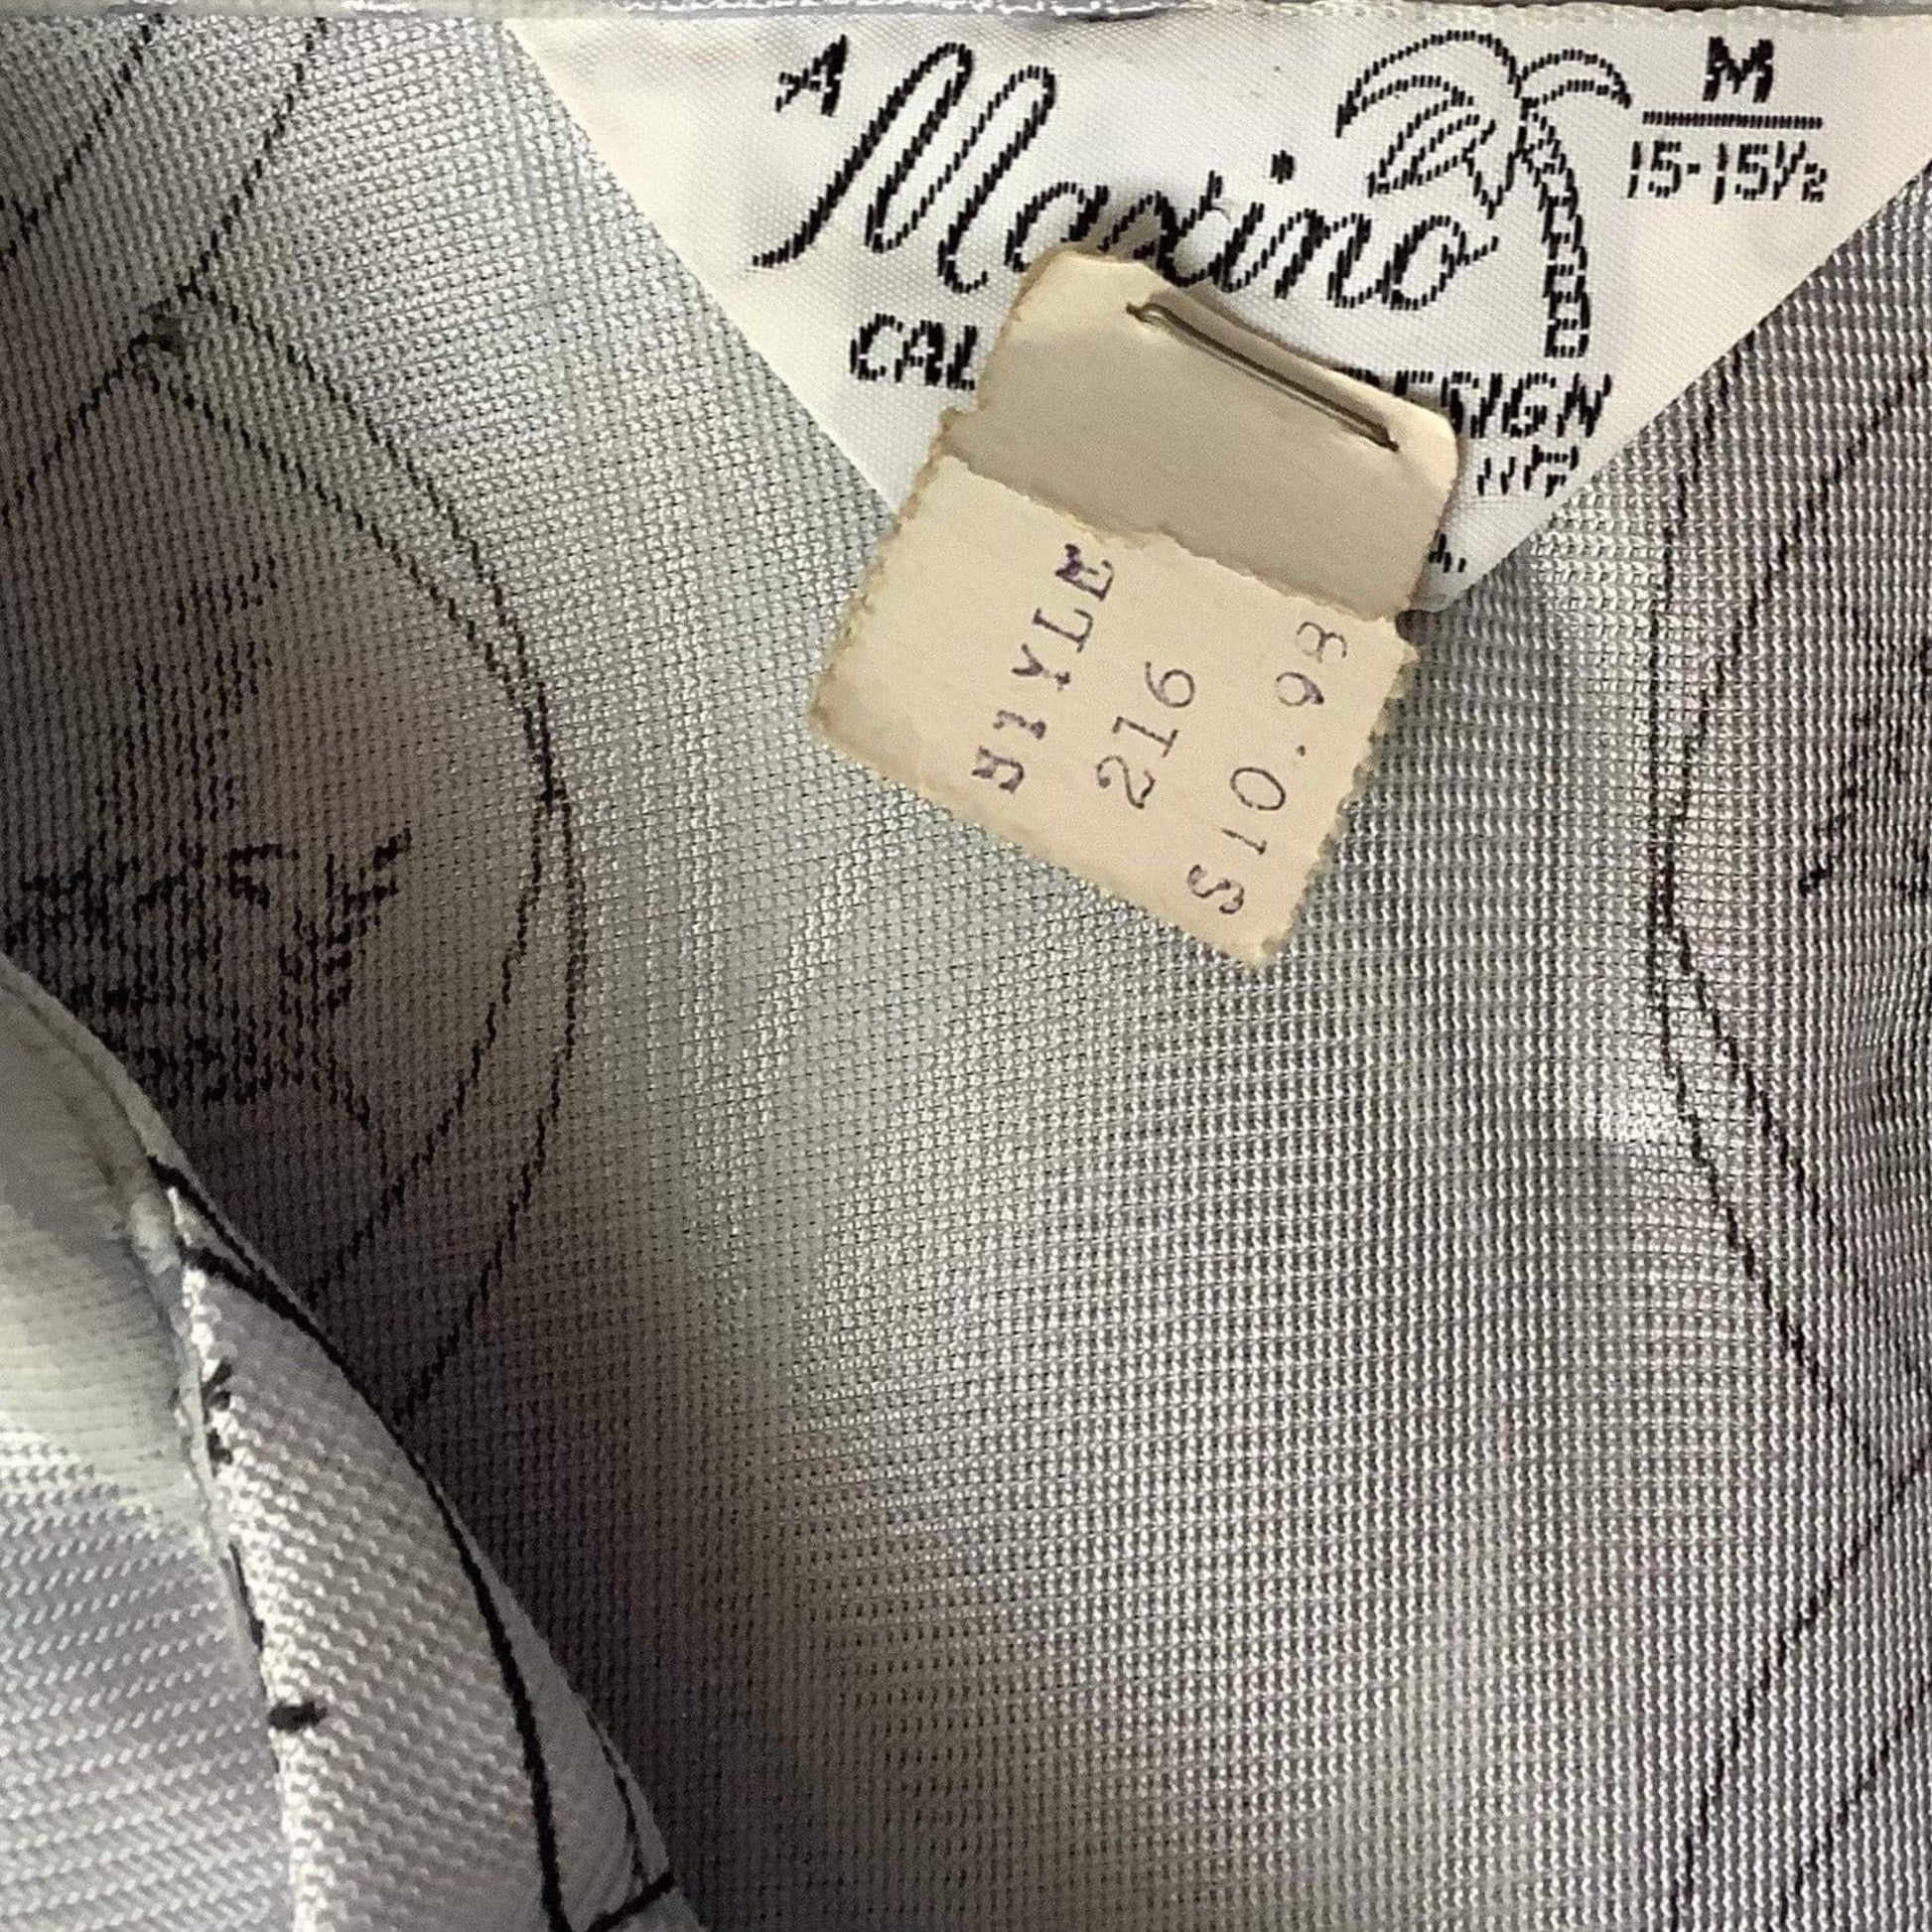 A Maxino
M
15-15½
CAL
DESIGN
STYLE
216
$10.98